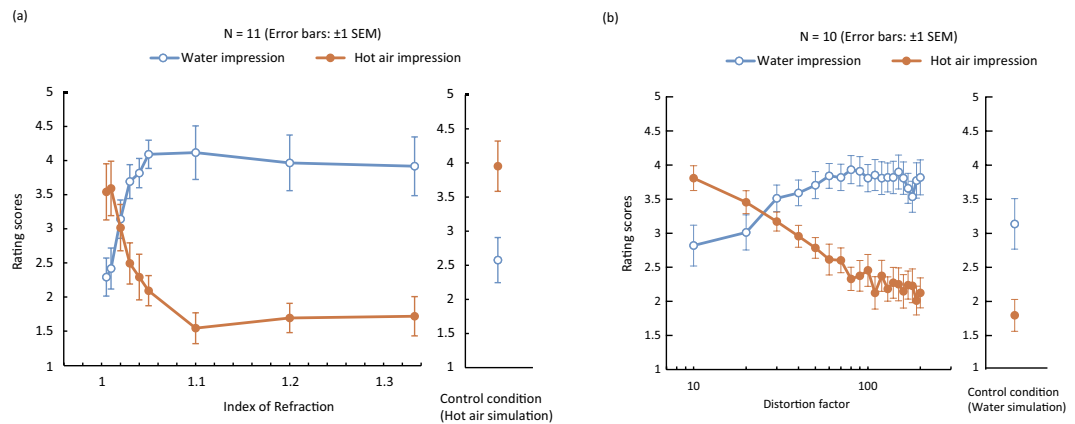 (a)
N = 11 (Error bars: ±1 SEM)
Water impression Hot air impression
5
4.5
4
3.5
3
2.5
2
1.5
1
Rating scores
1 1.1 1.2 1.3
Index of Refraction
5
4.5
4
3.5
3
2.5
2
1.5
1
Control condition
(Hot air simulation)
(b)
N = 10 (Error bars: ±1 SEM)
Water impression Hot air impression
5
4.5
4
3.5
3
2.5
2
1.5
1
Rating scores
10 100
Distortion factor
5
4.5
4
3.5
3
2.5
2
1.5
1
Control condition
(Water simulation)